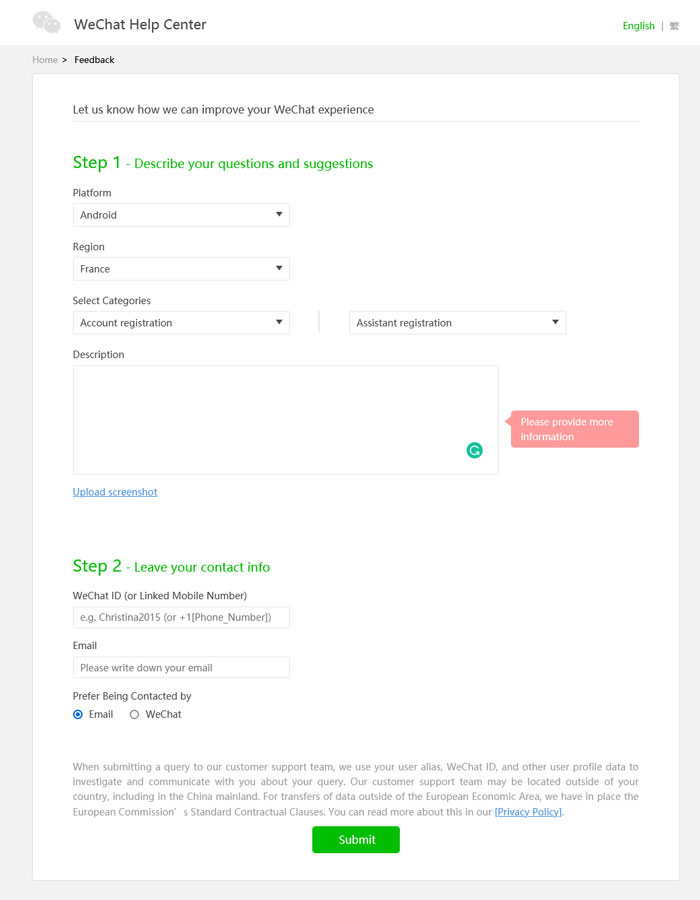 WeChat Help Center
English | 繁
Home > Feedback
Let us know how we can improve your WeChat experience
Step 1 - Describe your questions and suggestions
Platform
Android
Region
France
Select Categories
Account registration
Assistant registration
Description
Please provide more
information
Upload screenshot
Step 2 - Leave your contact info
WeChat ID (or Linked Mobile Number)
e.g. Christina2015 (or +1[Phone_Number])
Email
Please write down your email
Prefer Being Contacted by
Email
WeChat
When submitting a query to our customer support team, we use your user alias, WeChat ID, and other user profile data to
investigate and communicate with you about your query. Our customer support team may be located outside of your
country, including in the China mainland. For transfers of data outside of the European Economic Area, we have in place the
European Commission’s Standard Contractual Clauses. You can read more about this in our [Privacy Policy].
Submit